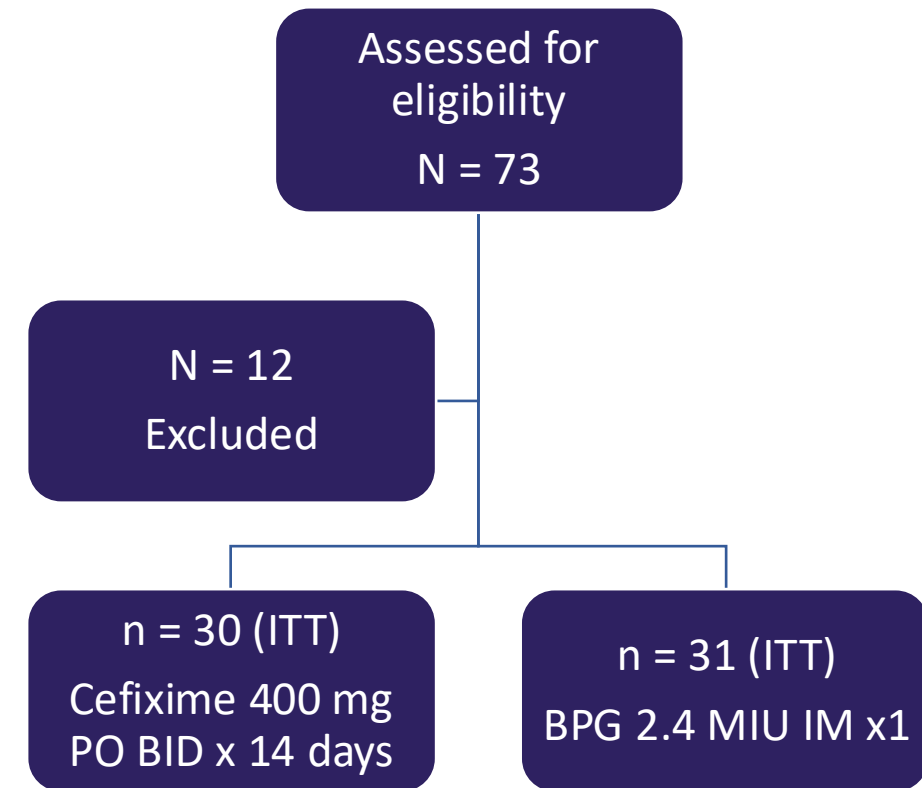 Assessed for
eligibility
N = 73
N = 12
Excluded
n = 30 (ITT)
Cefixime 400 mg
PO BID x 14 days
n = 31 (ITT)
BPG 2.4 MIU IM x1